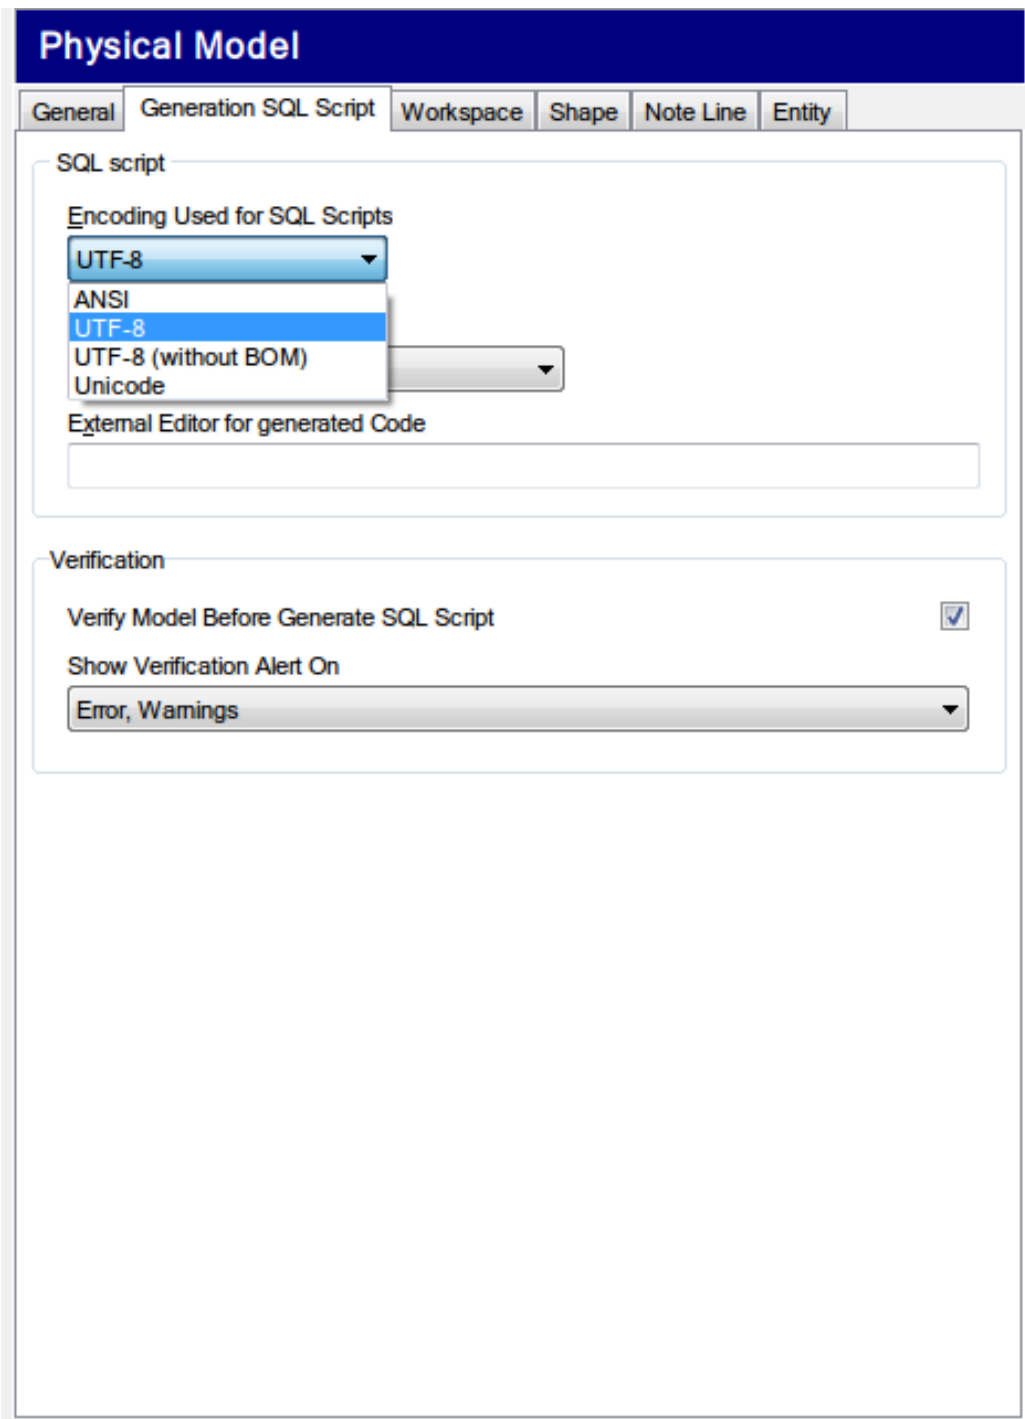 Physical Model
General Generation SQL Script Workspace Shape Note Line Entity
SQL script
Encoding Used for SQL Scripts
UTF-8
ANSI
UTF-8
UTF-8 (without BOM)
Unicode
External Editor for generated Code
Verification
Verify Model Before Generate SQL Script
Show Verification Alert On
Error, Warnings